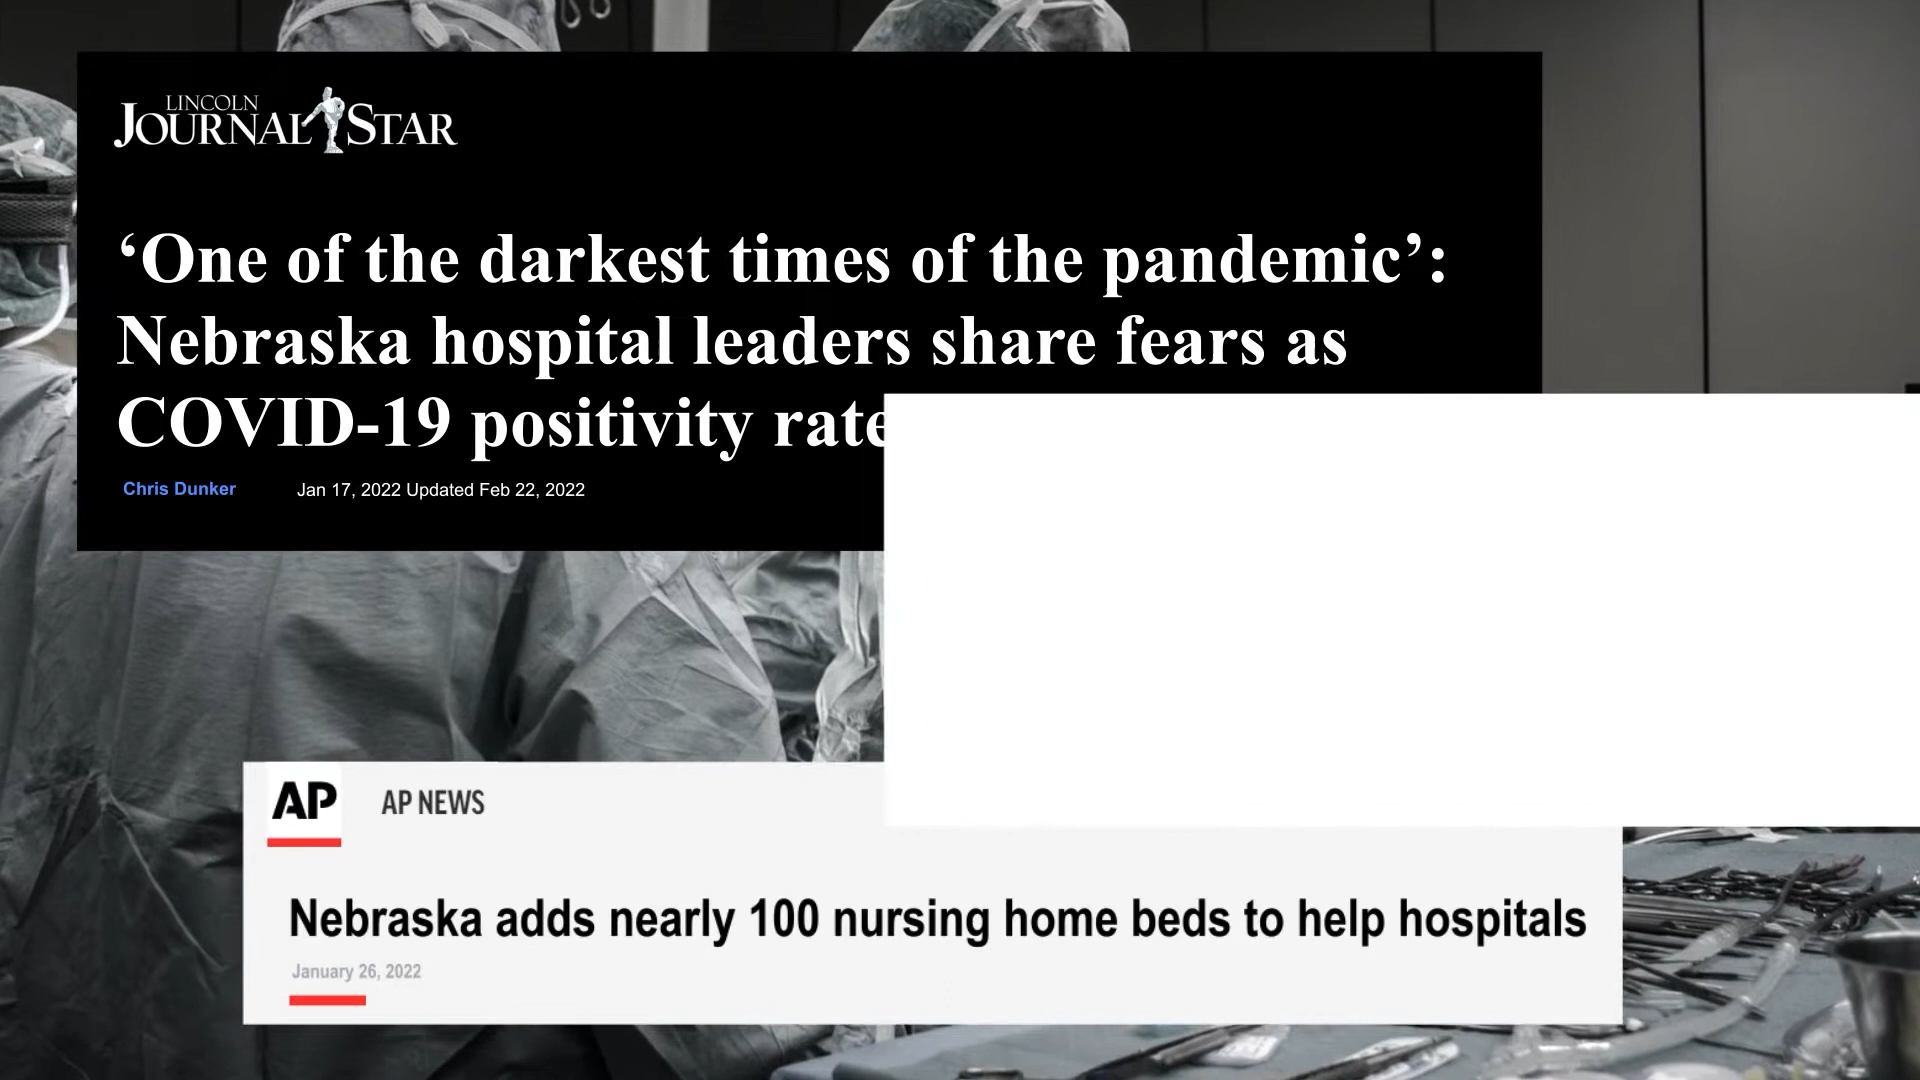 LINCOLN
JOURNAL STAR
‘One of the darkest times of the pandemic’:
Nebraska hospital leaders share fears as
COVID-19 positivity rate
Chris Dunker Jan 17, 2022 Updated Feb 22, 2022
AP AP NEWS
Nebraska adds nearly 100 nursing home beds to help hospitals
January 26, 2022